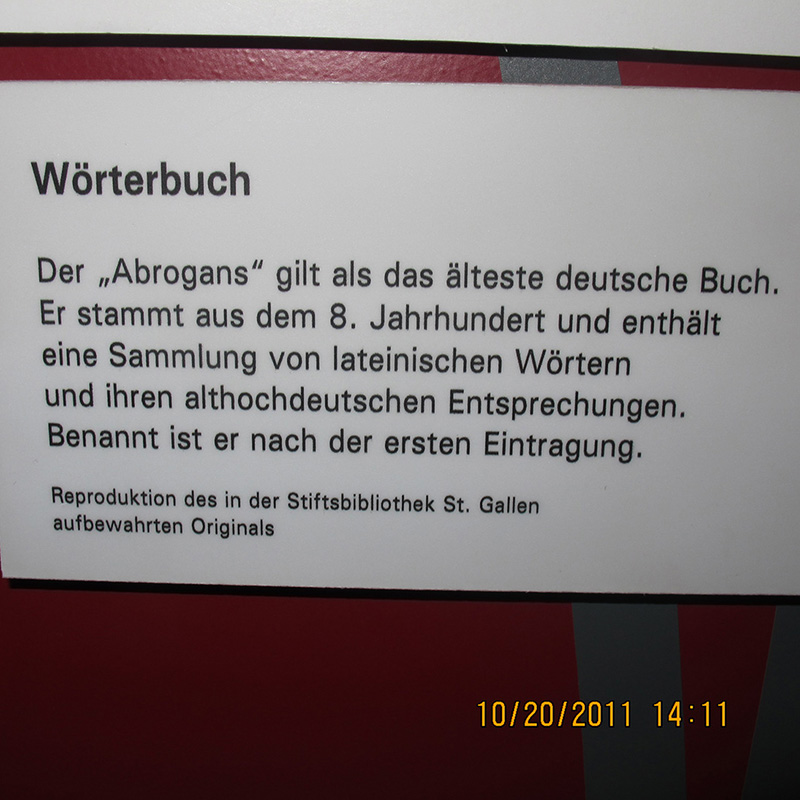 Wörterbuch
Der „Abrogans“ gilt als das älteste deutsche Buch.
Er stammt aus dem 8. Jahrhundert und enthält
eine Sammlung von lateinischen Wörtern
und ihren althochdeutschen Entsprechungen.
Benannt ist er nach der ersten Eintragung.
Reproduktion des in der Stiftsbibliothek St. Gallen
aufbewahrten Originals
10/20/2011 14:11